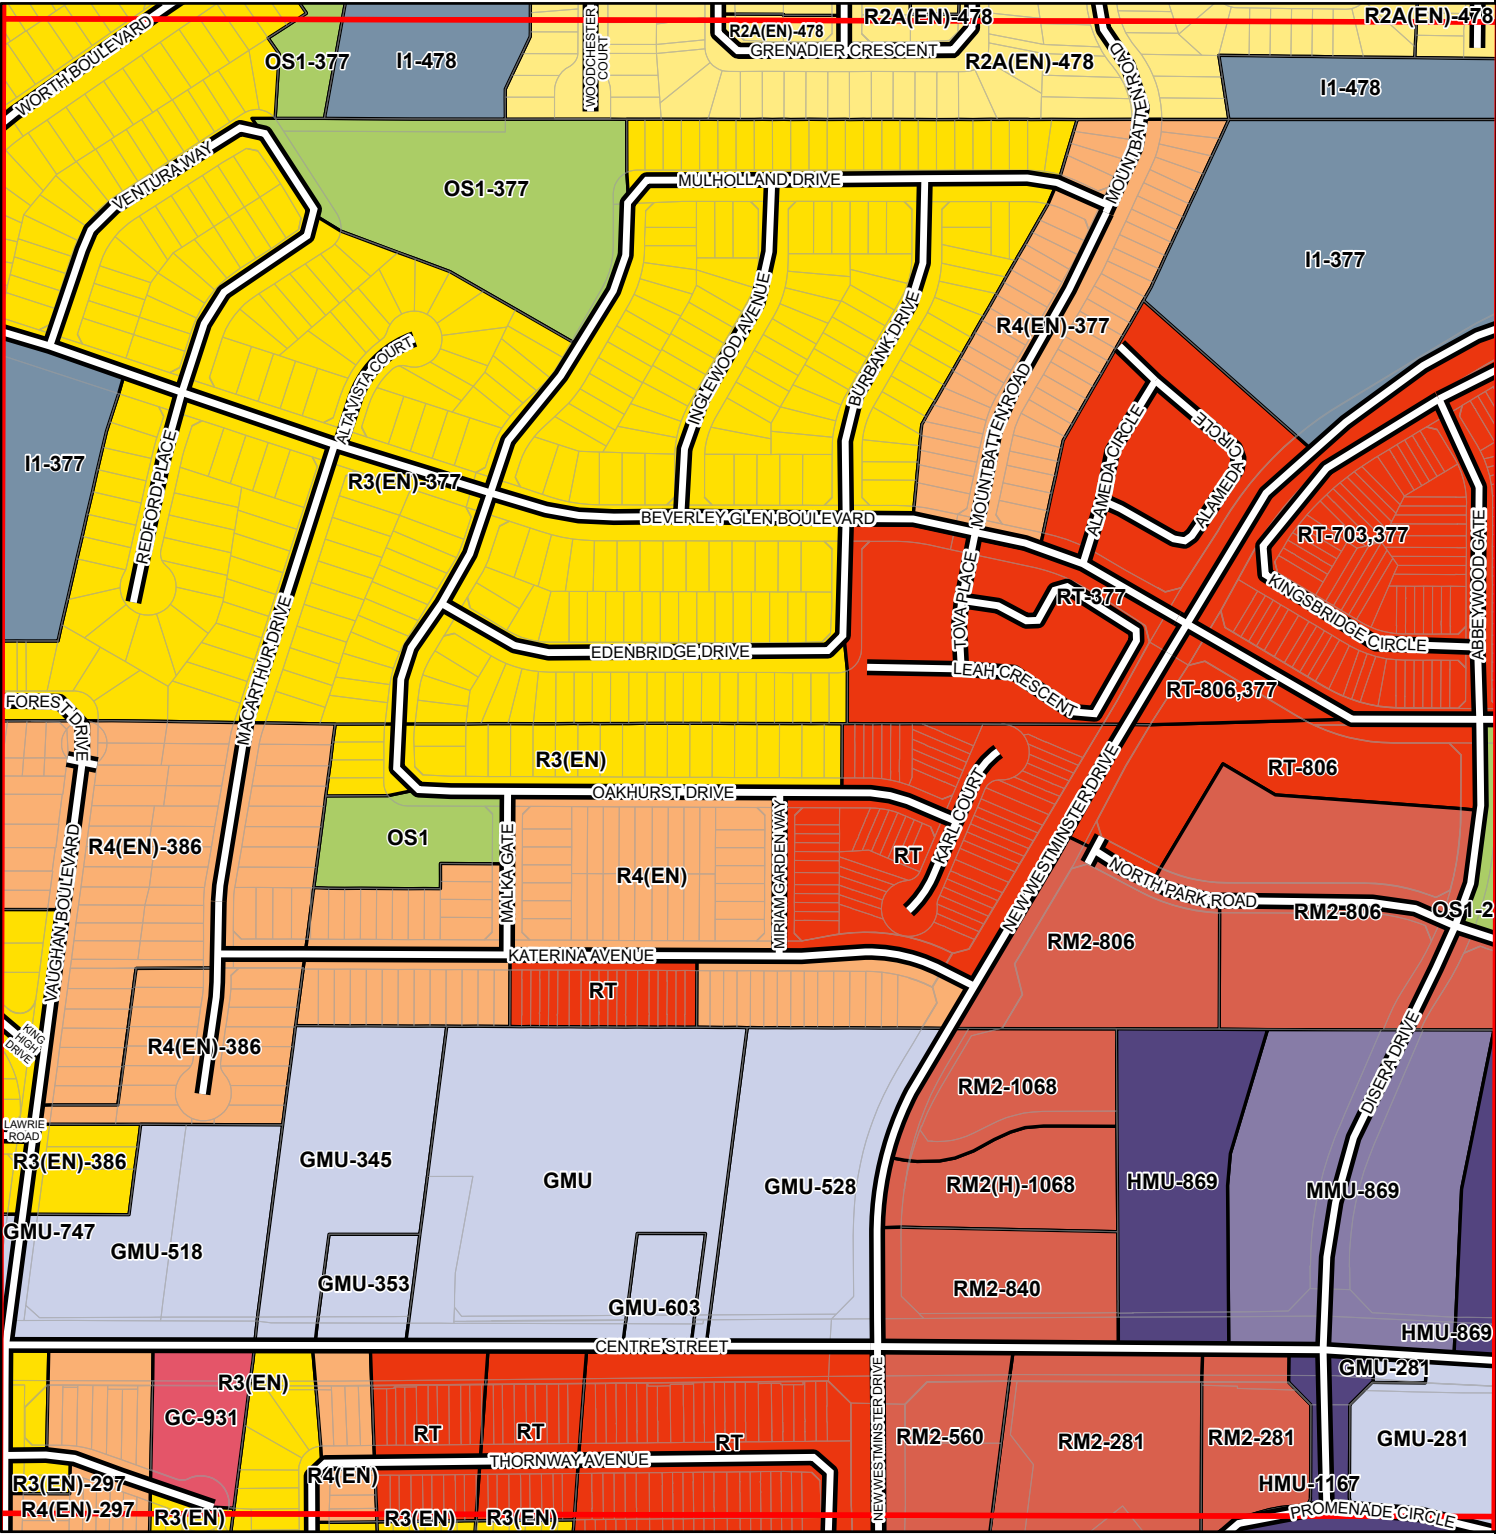 R2A(EN)-478
R2A(EN)-478
R2A(EN)-478
WORTH BOULEVARD
OS1-377
I1-478
WOODCHESTER
COURT
GRENADIER CRESCENT
R2A(EN)-478
MOUNTBATTEN ROAD
I1-478
VENTURA WAY
OS1-377
MULHOLLAND DRIVE
I1-377
INGLEWOOD AVENUE
BURBANK DRIVE
R4(EN)-377
ALTAVISTA COURT
MOUNTBATTEN ROAD
ALAMEDA CIRCLE
CIRCLE
ALAMEDA
I1-377
REDFORD PLACE
R3(EN)-377
BEVERLEY GLEN BOULEVARD
RT-703,377
ABBEYWOOD GATE
KINGSBRIDGE CIRCLE
TOVA PLACE
RT-377
MACARTHUR DRIVE
EDENBRIDGE DRIVE
LEAH CRESCENT
RT-806,377
FOREST DRIVE
R3(EN)
RT-806
OAKHURST DRIVE
KARL COURT
NEW WESTMINSTER DRIVE
R4(EN)-386
OS1
MALKA GATE
R4(EN)
MIRIAM GARDEN WAY
RT
NORTH PARK ROAD
RM2-806
OS1-2
VAUGHAN BOULEVARD
RM2-806
KATERINA AVENUE
RT
KING
HIGH
DRIVE
R4(EN)-386
DISERA DRIVE
RM2-1068
LAWRIE
ROAD
R3(EN)-386
GMU-345
GMU
GMU-528
RM2(H)-1068
HMU-869
MMU-869
GMU-747
GMU-518
GMU-353
GMU-603
RM2-840
HMU-869
CENTRE STREET
GMU-281
R3(EN)
GC-931
NEW WESTMINSTER DRIVE
RT
RT
RT
RM2-560
RM2-281
RM2-281
GMU-281
THORNWAY AVENUE
R4(EN)
R3(EN)-297
HMU-1167
R4(EN)-297
R3(EN)
R3(EN)
R3(EN)
PROMENADE CIRCLE